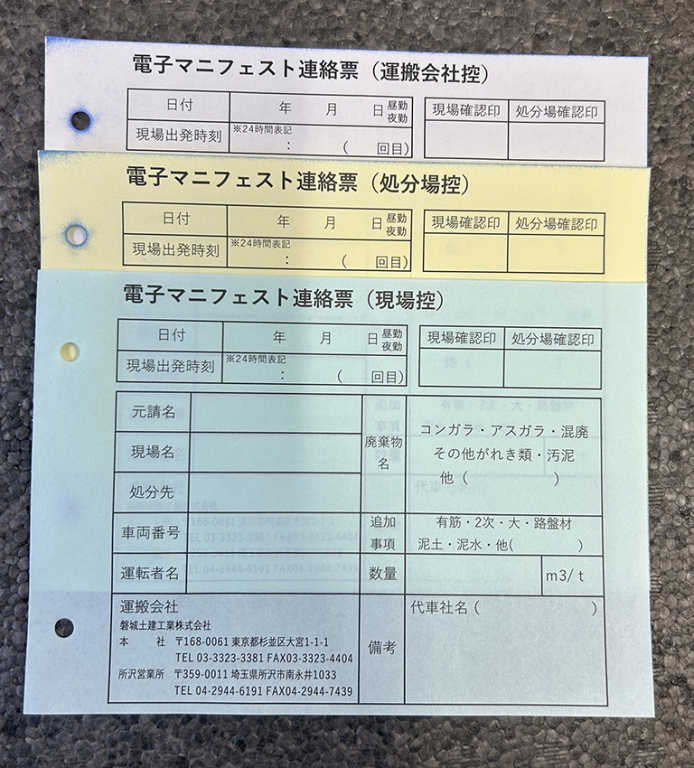 電子マニフェスト連絡票（運搬会社控）
日付 年 月 日 昼勤 夜勤 現場確認印 処分場確認印
現場出発時刻 ※24時間表記 : ( 回目)
電子マニフェスト連絡票（処分場控）
日付 年 月 日 昼勤 夜勤 現場確認印 処分場確認印
現場出発時刻 ※24時間表記 : ( 回目)
電子マニフェスト連絡票（現場控）
日付 年 月 日 昼勤 夜勤 現場確認印 処分場確認印
現場出発時刻 ※24時間表記 : ( 回目)
元請名
現場名
処分先
廃棄物名
コンガラ・アスガラ・混廃
その他がれき類・汚泥
他 ( )
車両番号
追加事項
有筋・2次・大・路盤材
泥土・泥水・他( )
運転者名 数量 m3/ t
運搬会社
磐城土建工業株式会社
本 社 〒168-0061 東京都杉並区大宮1-1-1
TEL 03-3323-3381 FAX03-3323-4404
所沢営業所 〒359-0011 埼玉県所沢市南永井1033
TEL 04-2944-6191 FAX04-2944-7439
備考
代車社名 ( )